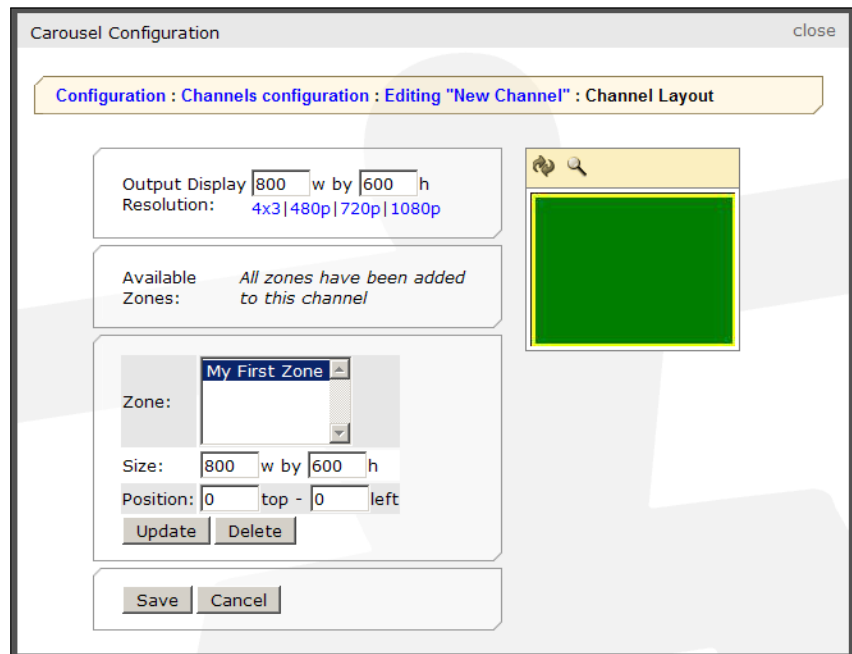 Carousel Configuration
close
Configuration : Channels configuration : Editing "New Channel" : Channel Layout
Output Display 800 w by 600 h
Resolution: 4x3|480p|720p|1080p
Available All zones have been added
Zones: to this channel
My First Zone
Zone:
Size: 800 w by 600 h
Position: 0 top - 0 left
Update Delete
Save Cancel